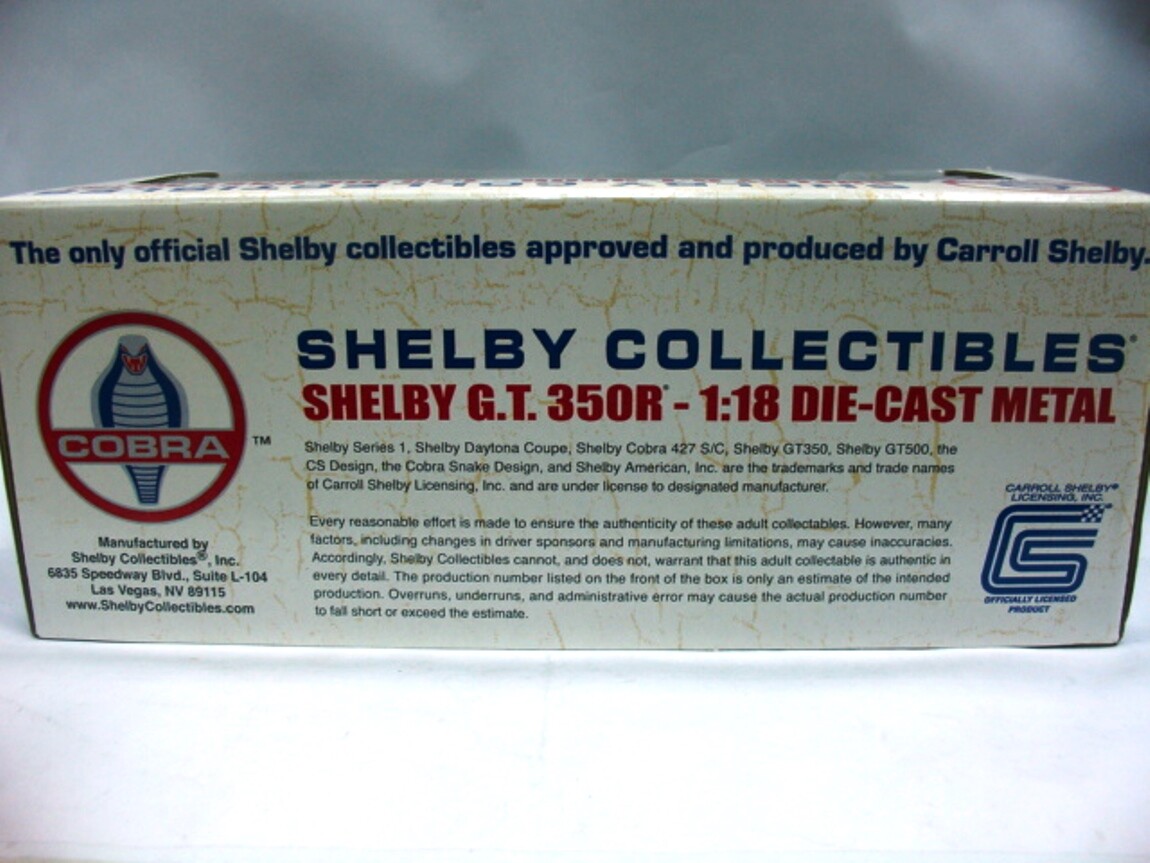 The only official Shelby collectibles approved and produced by Carroll Shelby.
COBRA ™
SHELBY COLLECTIBLES®
SHELBY G.T. 350R® - 1:18 DIE-CAST METAL
Shelby Series 1, Shelby Daytona Coupe, Shelby Cobra 427 S/C, Shelby GT350, Shelby GT500, the
CS Design, the Cobra Snake Design, and Shelby American, Inc. are the trademarks and trade names
of Carroll Shelby Licensing, Inc. and are under license to designated manufacturer.
Every reasonable effort is made to ensure the authenticity of these adult collectables. However, many
factors, including changes in driver sponsors and manufacturing limitations, may cause inaccuracies.
Accordingly, Shelby Collectibles cannot, and does not, warrant that this adult collectable is authentic in
every detail. The production number listed on the front of the box is only an estimate of the intended
production. Overruns, underruns, and administrative error may cause the actual production number
to fall short or exceed the estimate.
Manufactured by
Shelby Collectibles®, Inc.
6835 Speedway Blvd., Suite L-104
Las Vegas, NV 89115
www.ShelbyCollectibles.com
CARROLL SHELBY®
LICENSING, INC.
CS
OFFICIALLY LICENSED
PRODUCT